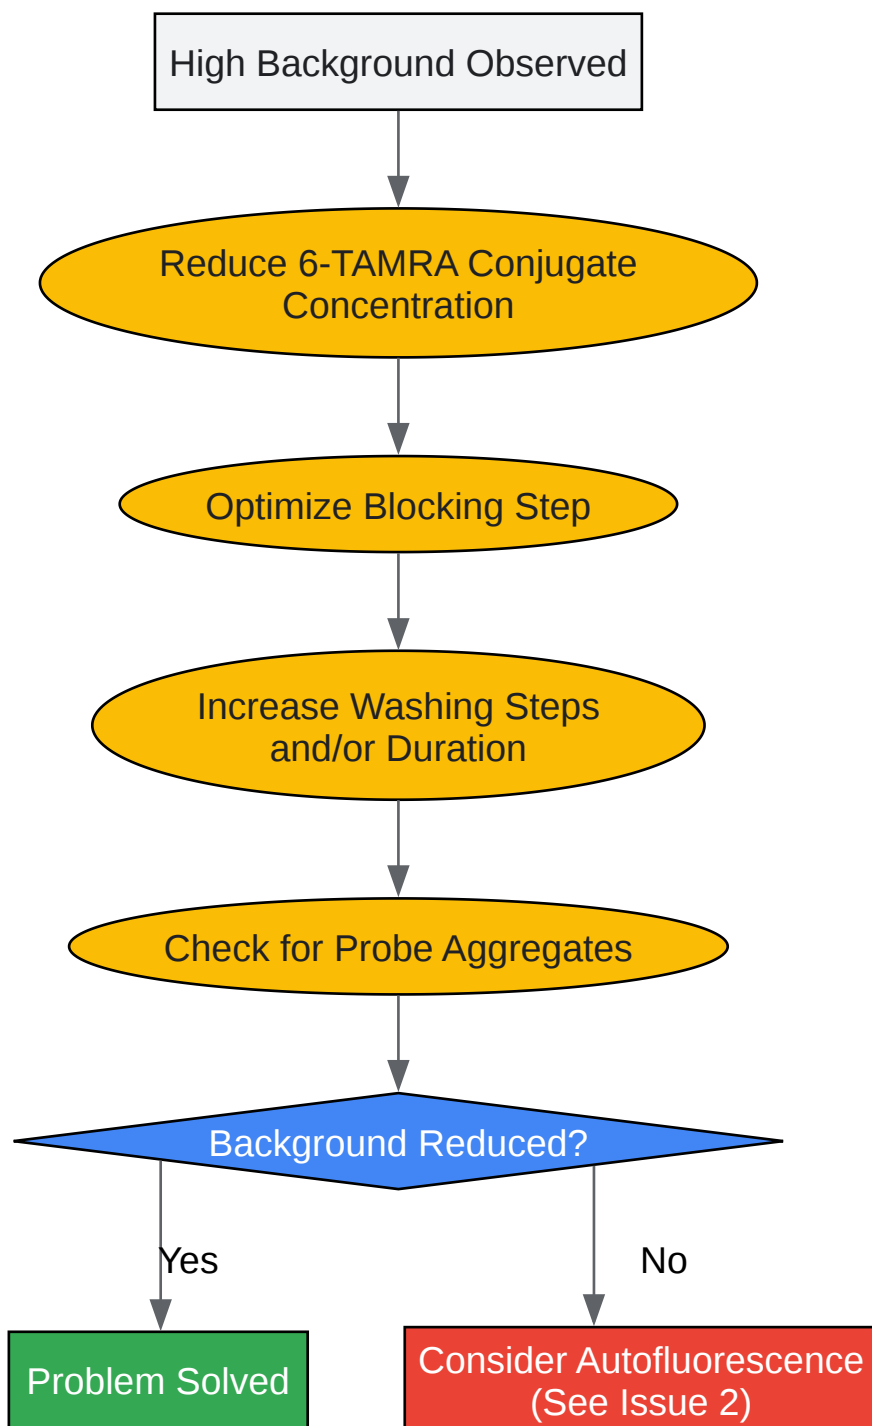 High Background Observed
Reduce 6-TAMRA Conjugate
Concentration
Optimize Blocking Step
Increase Washing Steps
and/or Duration
Check for Probe Aggregates
Background Reduced?
Yes
No
Problem Solved
Consider Autofluorescence
(See Issue 2)